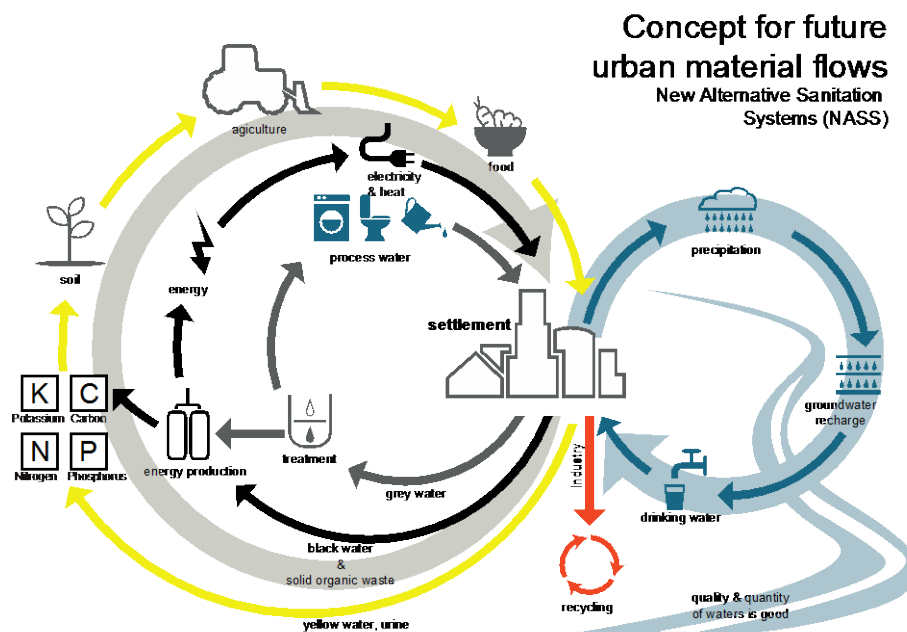 Concept for future
urban material flows
New Alternative Sanitation
Systems (NASS)
agiculture
food
electricity
& heat
process water
precipitation
soil
energy
settlement
K
C
Potassium
Carbon
N
P
Nitrogen
Phosphorus
energy production
treatment
grey water
groundwater
recharge
Industry
drinking water
black water
&
solid organic waste
recycling
quality & quantity
of waters is good
yellow water, urine